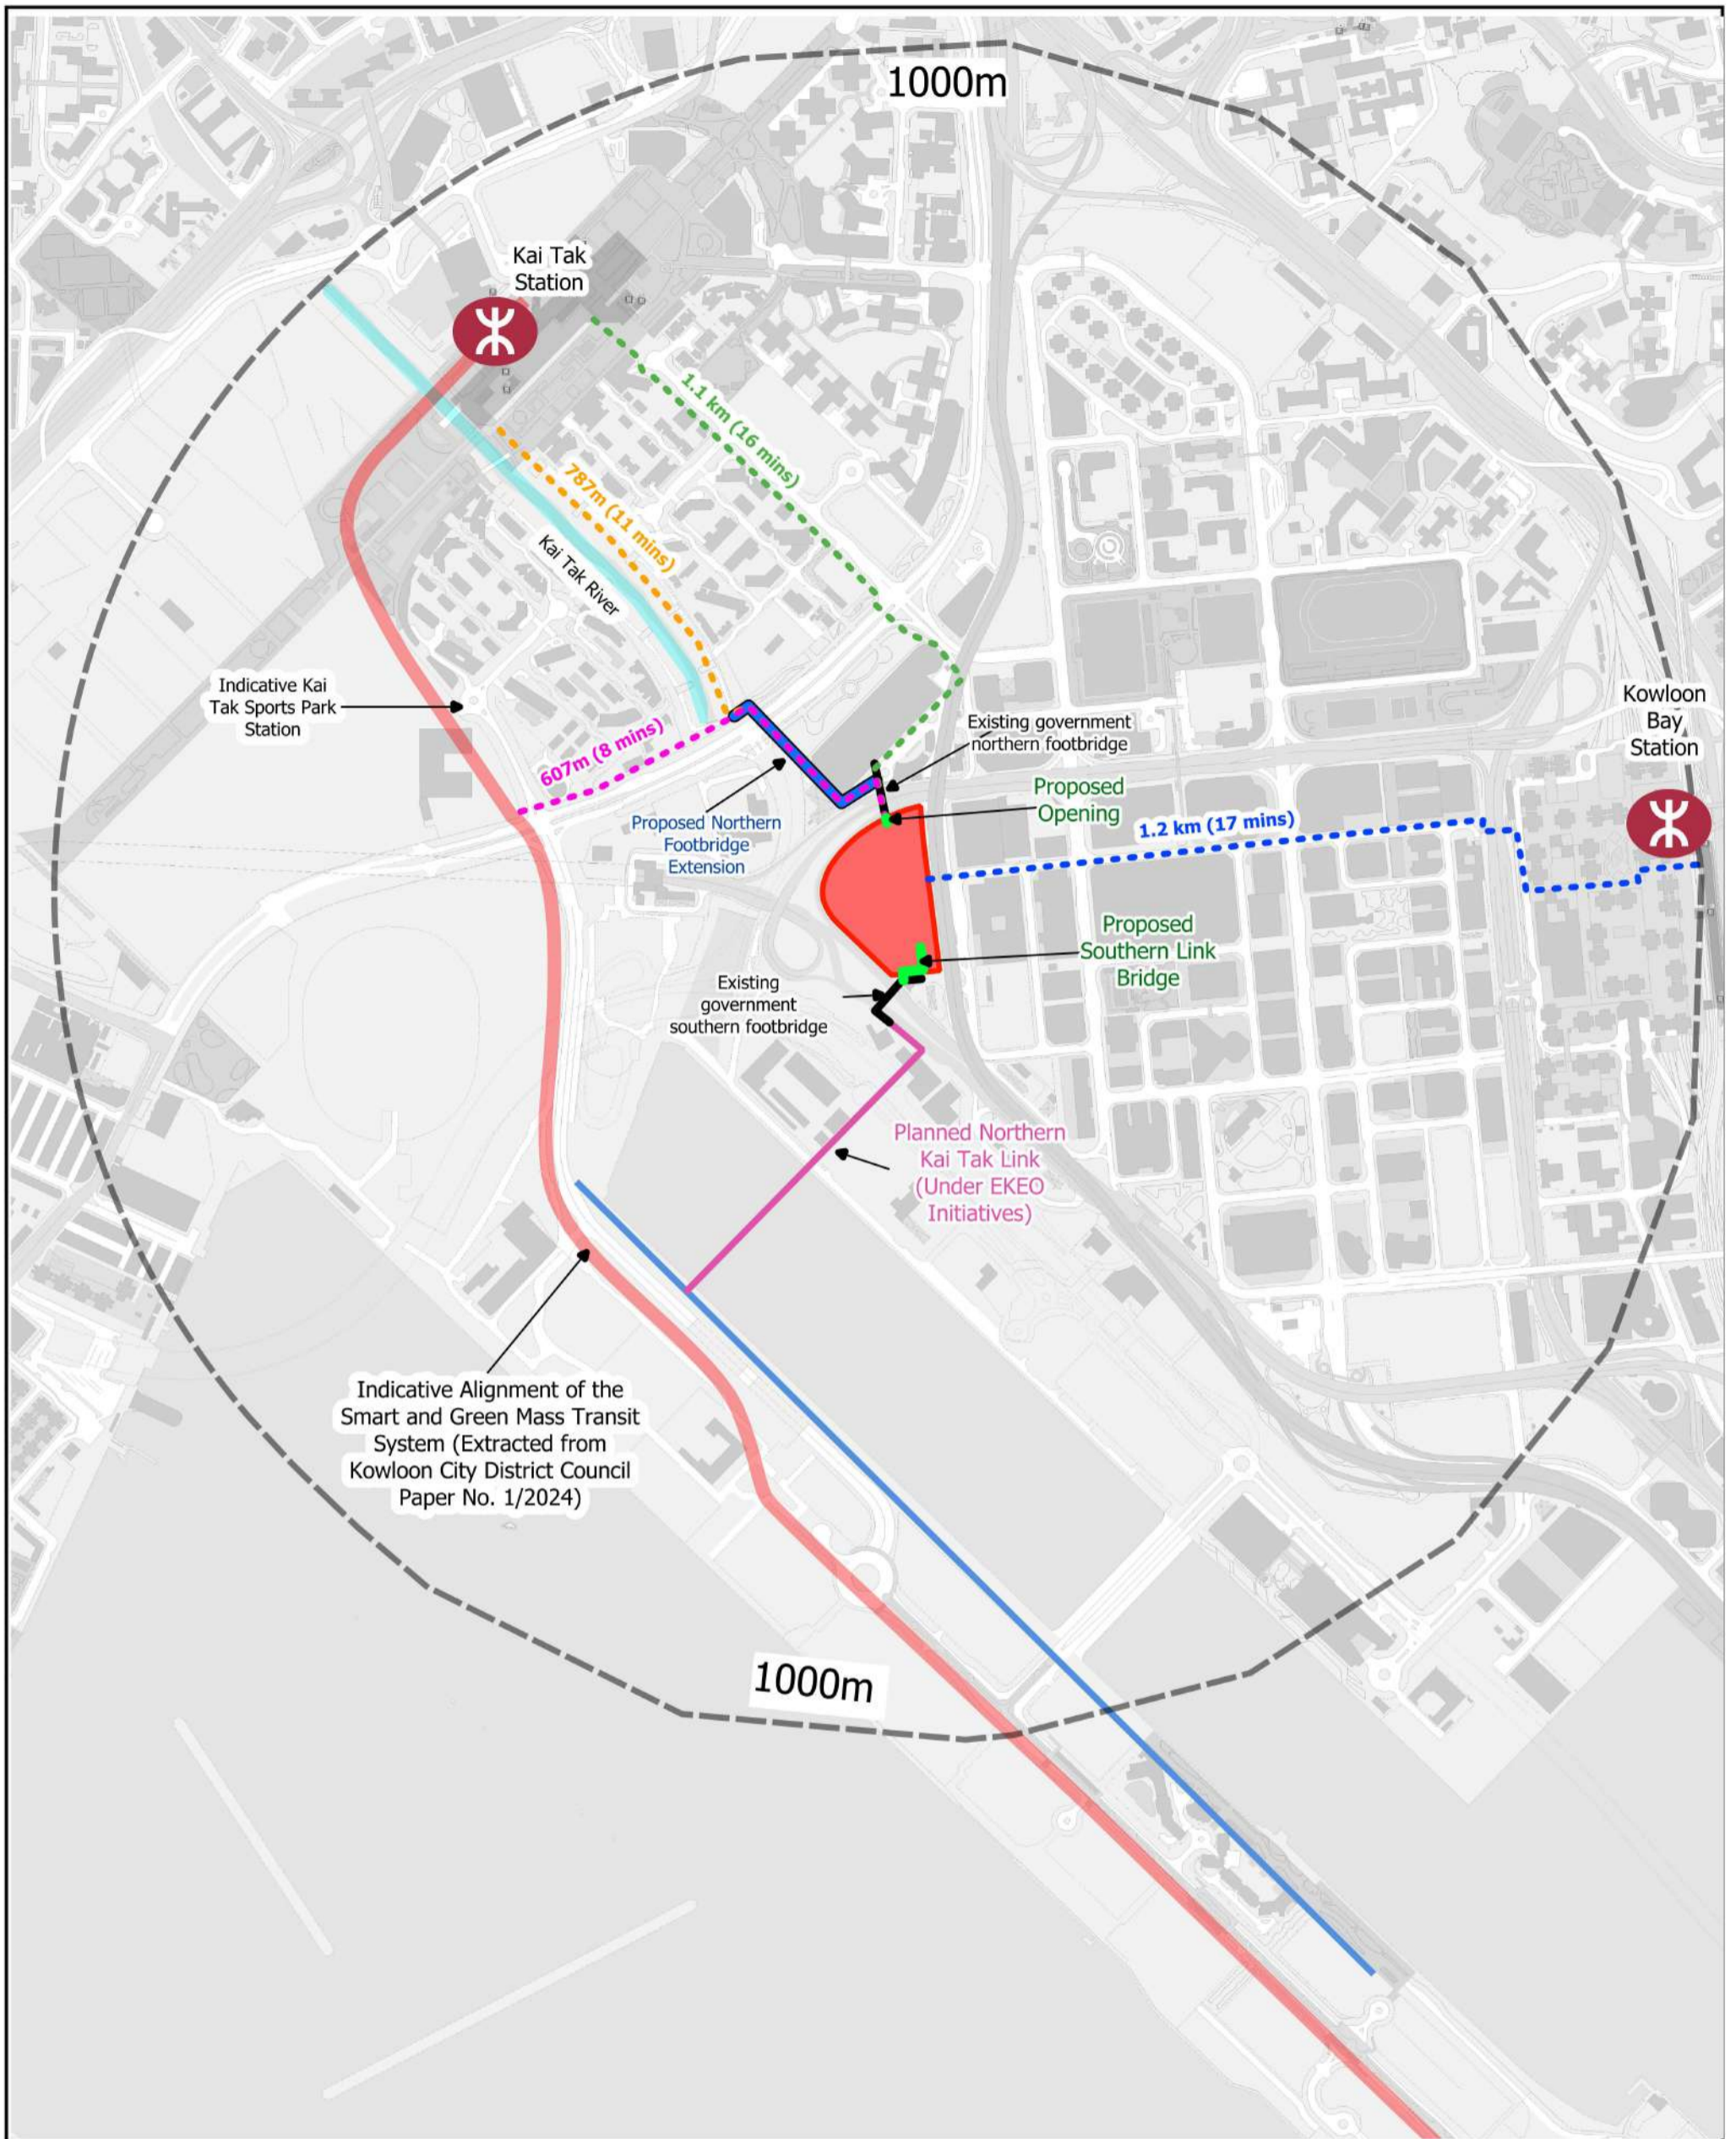 1000m
Kai Tak
Station
1.1 km (16 mins)
787m (11 mins)
Kai Tak River
Indicative Kai
Tak Sports Park
Station
607m (8 mins)
Existing government
northern footbridge
Kowloon
Bay
Station
Proposed
Opening
Proposed Northern
Footbridge
Extension
1.2 km (17 mins)
Proposed
Southern Link
Bridge
Existing
government
southern footbridge
Planned Northern
Kai Tak Link
(Under EKEO
Initiatives)
Indicative Alignment of the
Smart and Green Mass Transit
System (Extracted from
Kowloon City District Council
Paper No. 1/2024)
1000m